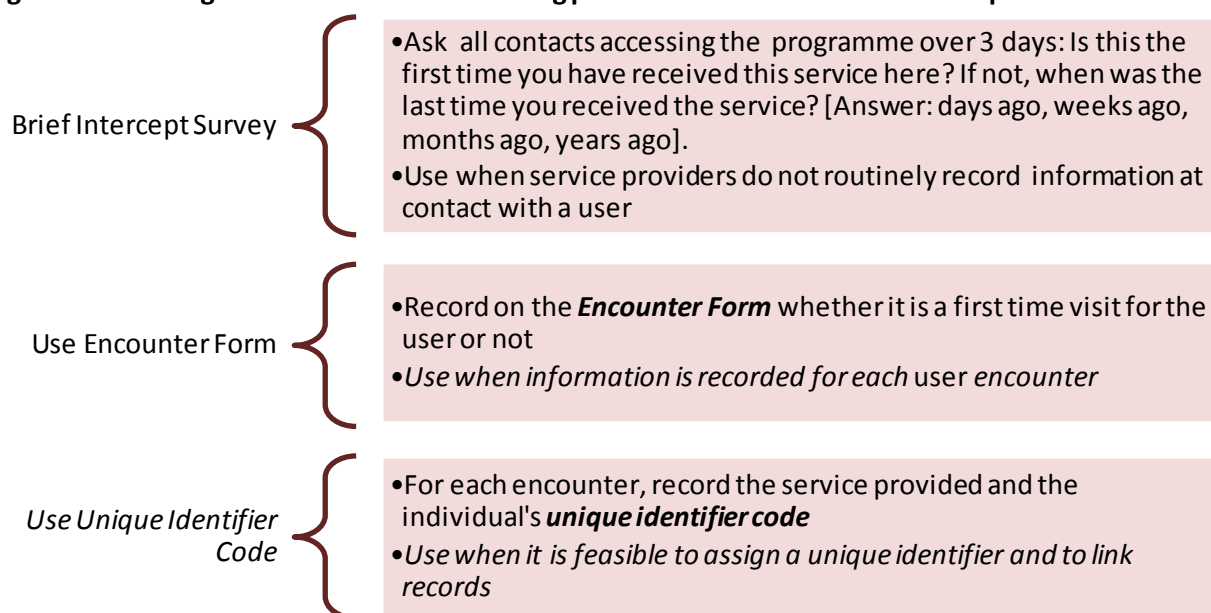 Brief Intercept Survey
•Ask all contacts accessing the programme over 3 days: Is this the
first time you have received this service here? If not, when was the
last time you received the service? [Answer: days ago, weeks ago,
months ago, years ago].
•Use when service providers do not routinely record information at
contact with a user
Use Encounter Form
•Record on the Encounter Form whether it is a first time visit for the
user or not
•Use when information is recorded for each user encounter
Use Unique Identifier
Code
•For each encounter, record the service provided and the
individual's unique identifier code
•Use when it is feasible to assign a unique identifier and to link
records